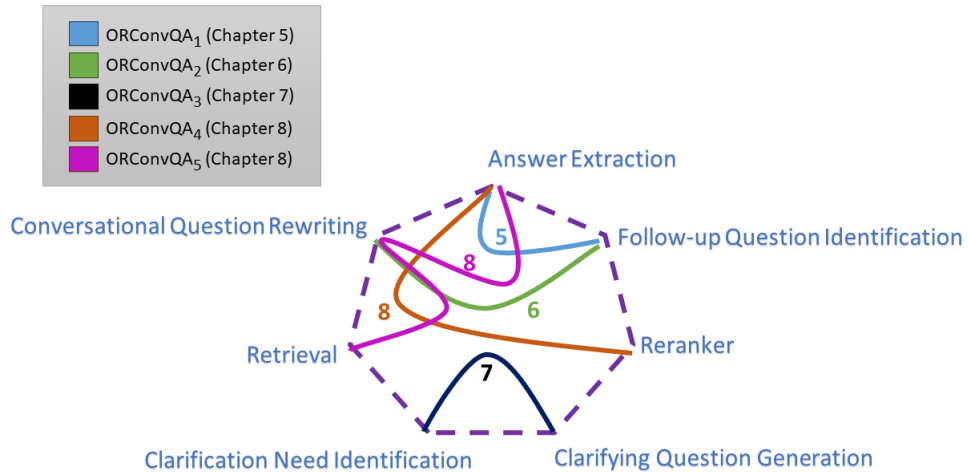 ORConvQA1 (Chapter 5)
ORConvQA2 (Chapter 6)
ORConvQA3 (Chapter 7)
ORConvQA4 (Chapter 8)
ORConvQA5 (Chapter 8)
Answer Extraction
Conversational Question Rewriting
Follow-up Question Identification
5
8
8
6
Retrieval
Reranker
7
Clarification Need Identification
Clarifying Question Generation